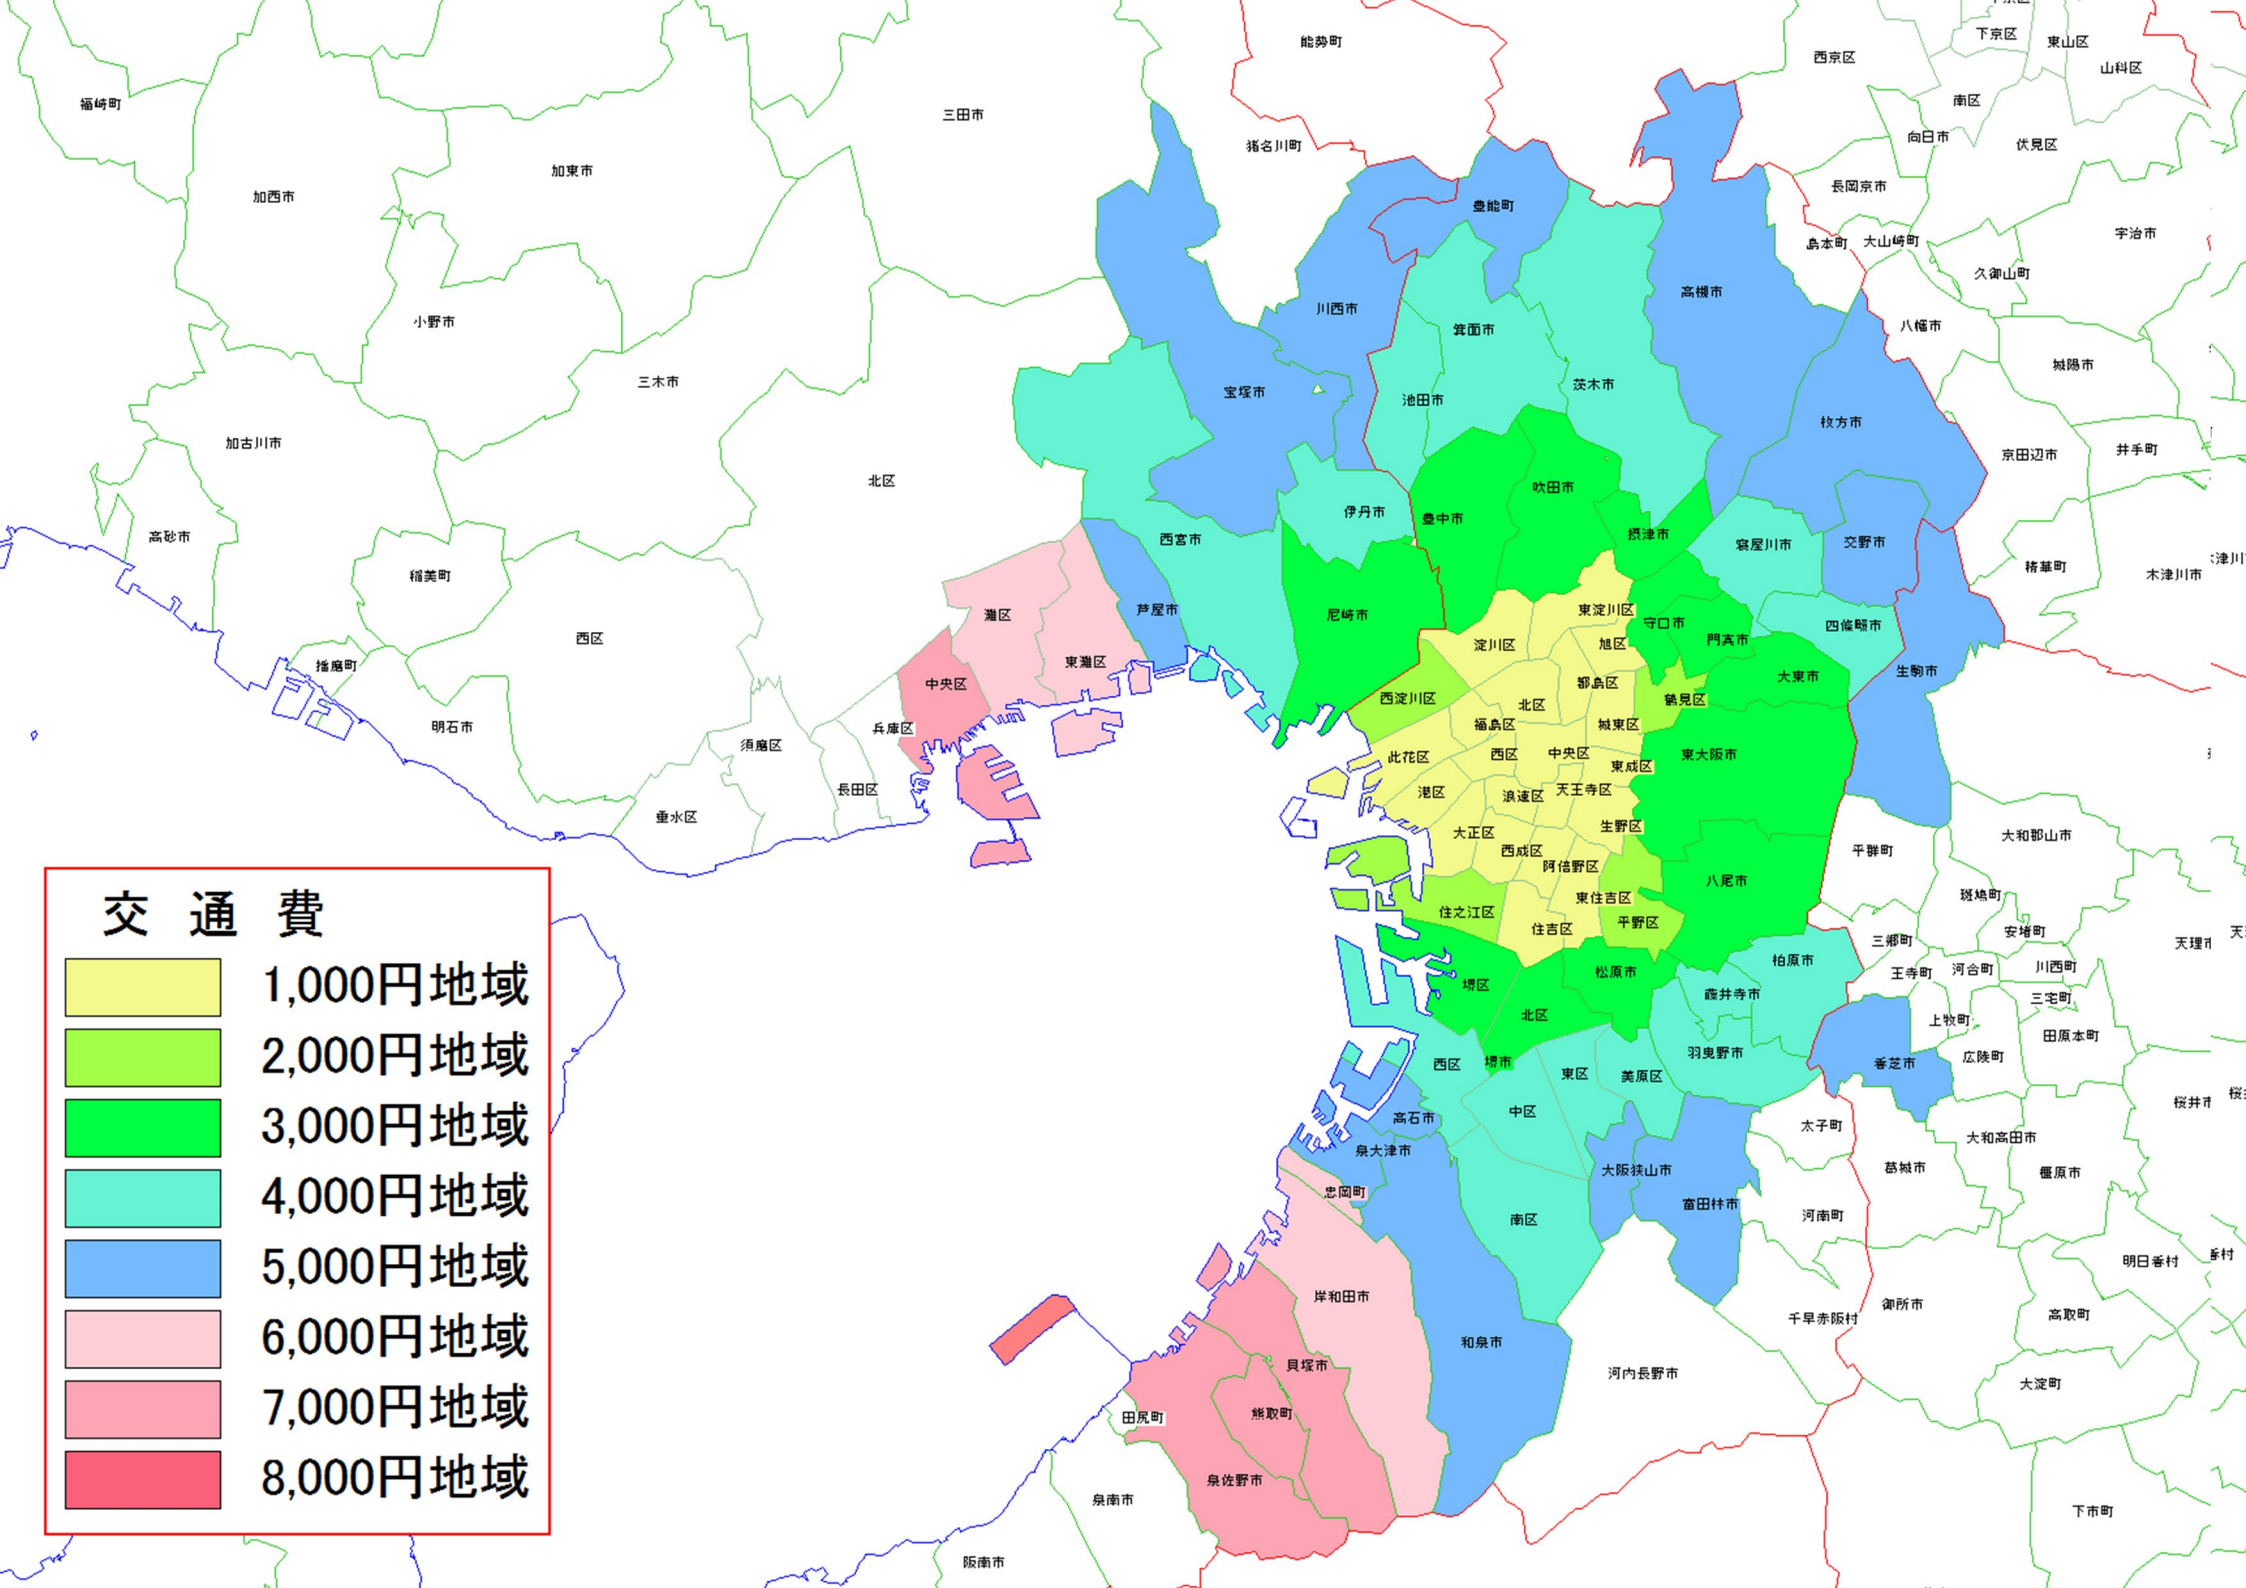 能勢町
下京区
東山区
西京区
山科区
南区
福崎町
三田市
向日市
猪名川町
伏見区
加東市
長岡京市
加西市
豊能町
宇治市
島本町
大山崎町
久御山町
高槻市
川西市
小野市
箕面市
八幡市
城陽市
三木市
茨木市
宝塚市
池田市
枚方市
加古川市
井手町
京田辺市
北区
吹田市
伊丹市
豊中市
摂津市
高砂市
西宮市
寝屋川市
交野市
木津川市
稲美町
芦屋市
東淀川区
灘区
尼崎市
守口市
四條畷市
西区
淀川区
旭区
門真市
播磨町
東灘区
生駒市
大東市
中央区
都島区
西淀川区
鶴見区
北区
明石市
兵庫区
福島区
城東区
須磨区
此花区
西区
中央区
東大阪市
東成区
長田区
港区
浪速区
天王寺区
垂水区
生野区
大正区
大和郡山市
西成区
平群町
阿倍野区
八尾市
斑鳩町
東住吉区
住之江区
平野区
住吉区
安堵町
三郷町
天理市
柏原市
松原市
王寺町
河合町
川西町
堺区
藤井寺市
三宅町
北区
上牧町
田原本町
羽曳野市
広陵町
西区
堺市
東区
美原区
香芝市
中区
桜井市
高石市
太子町
大和高田市
泉大津市
大阪狭山市
葛城市
橿原市
忠岡町
富田林市
南区
河南町
明日香村
岸和田市
御所市
高取町
千早赤阪村
和泉市
貝塚市
河内長野市
大淀町
熊取町
田尻町
泉佐野市
泉南市
下市町
阪南市
交通費
1,000円地域
2,000円地域
3,000円地域
4,000円地域
5,000円地域
6,000円地域
7,000円地域
8,000円地域